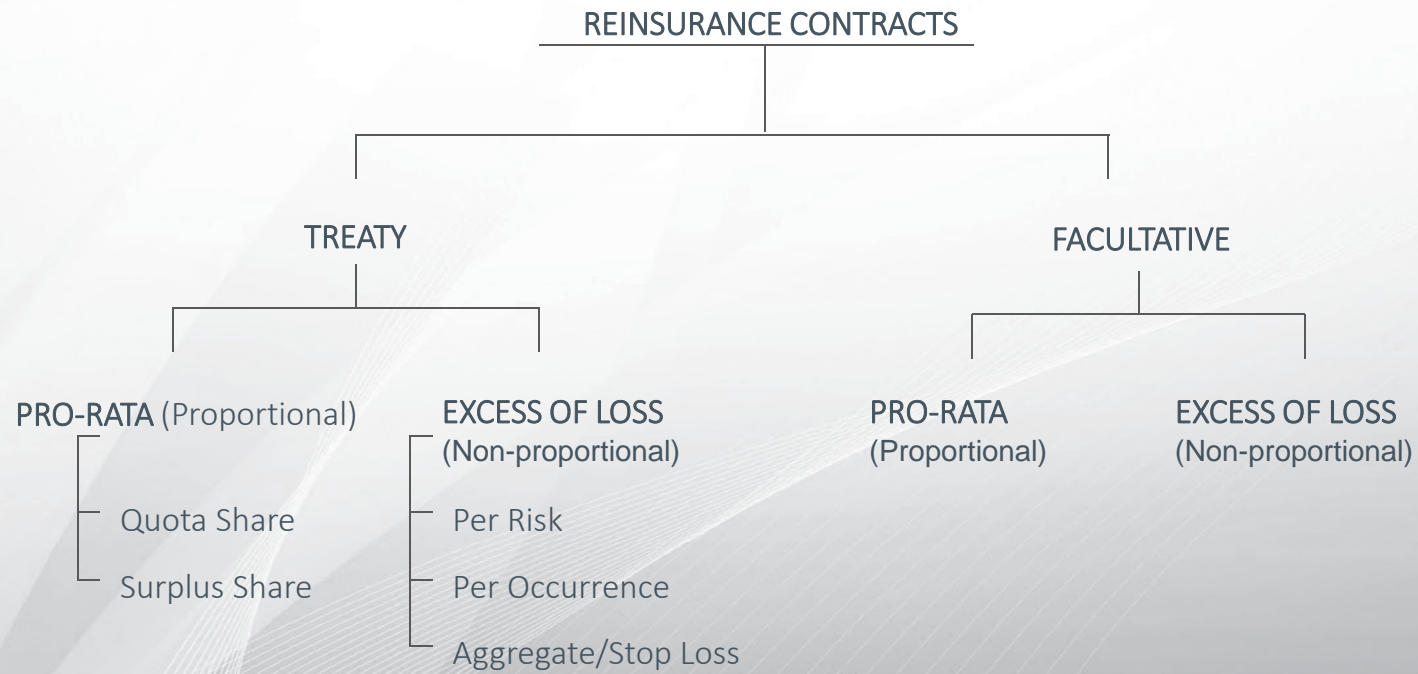 REINSURANCE CONTRACTS
TREATY
FACULTATIVE
PRO-RATA (Proportional)
Quota Share
Surplus Share
EXCESS OF LOSS
(Non-proportional)
Per Risk
Per Occurrence
Aggregate/Stop Loss
PRO-RATA
(Proportional)
EXCESS OF LOSS
(Non-proportional)